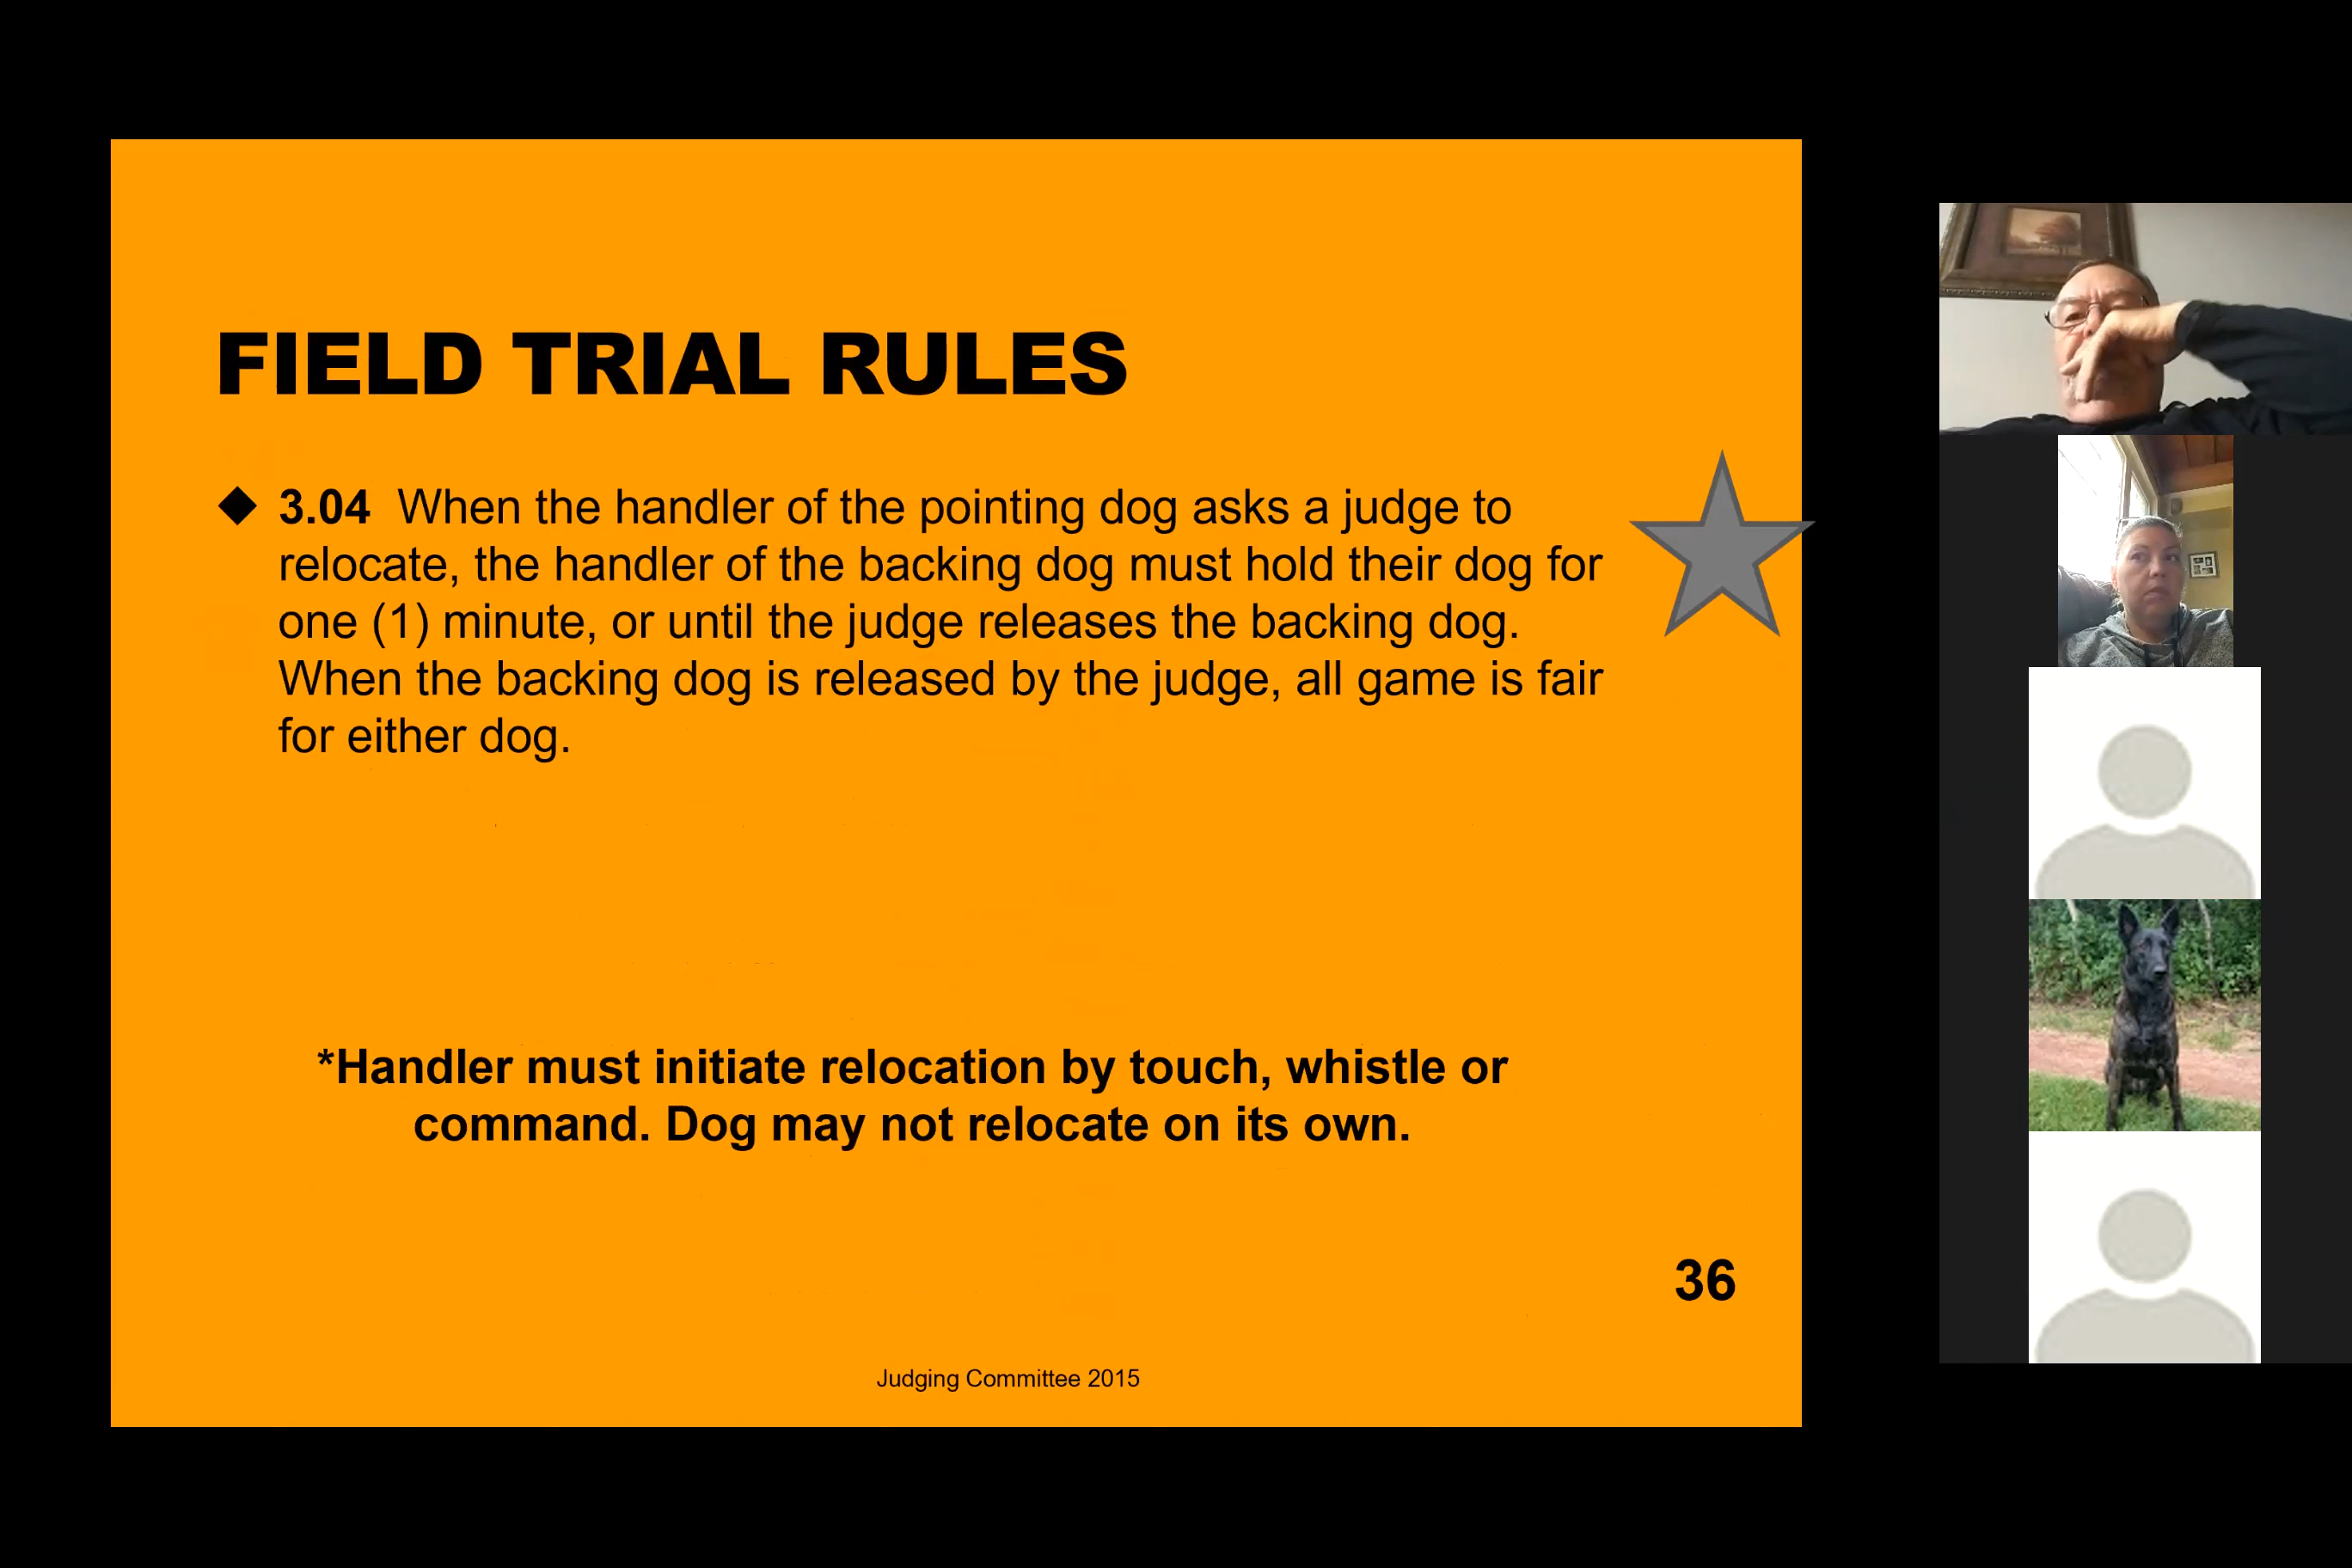 FIELD TRIAL RULES
◆ 3.04 When the handler of the pointing dog asks a judge to
relocate, the handler of the backing dog must hold their dog for
one (1) minute, or until the judge releases the backing dog.
When the backing dog is released by the judge, all game is fair
for either dog.
*Handler must initiate relocation by touch, whistle or
command. Dog may not relocate on its own.
36
Judging Committee 2015